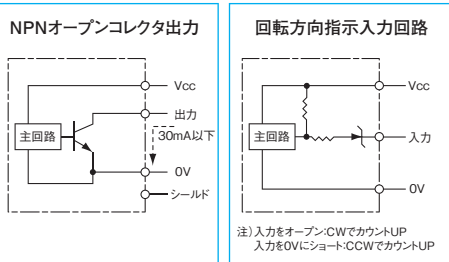 NPNオープンコレクタ出力
Vcc
出力
主回路
30mA以下
0V
シールド
回転方向指示入力回路
Vcc
主回路
入力
0V
注)入力をオープン:CWでカウントUP
入力を0Vにショート:CCWでカウントUP